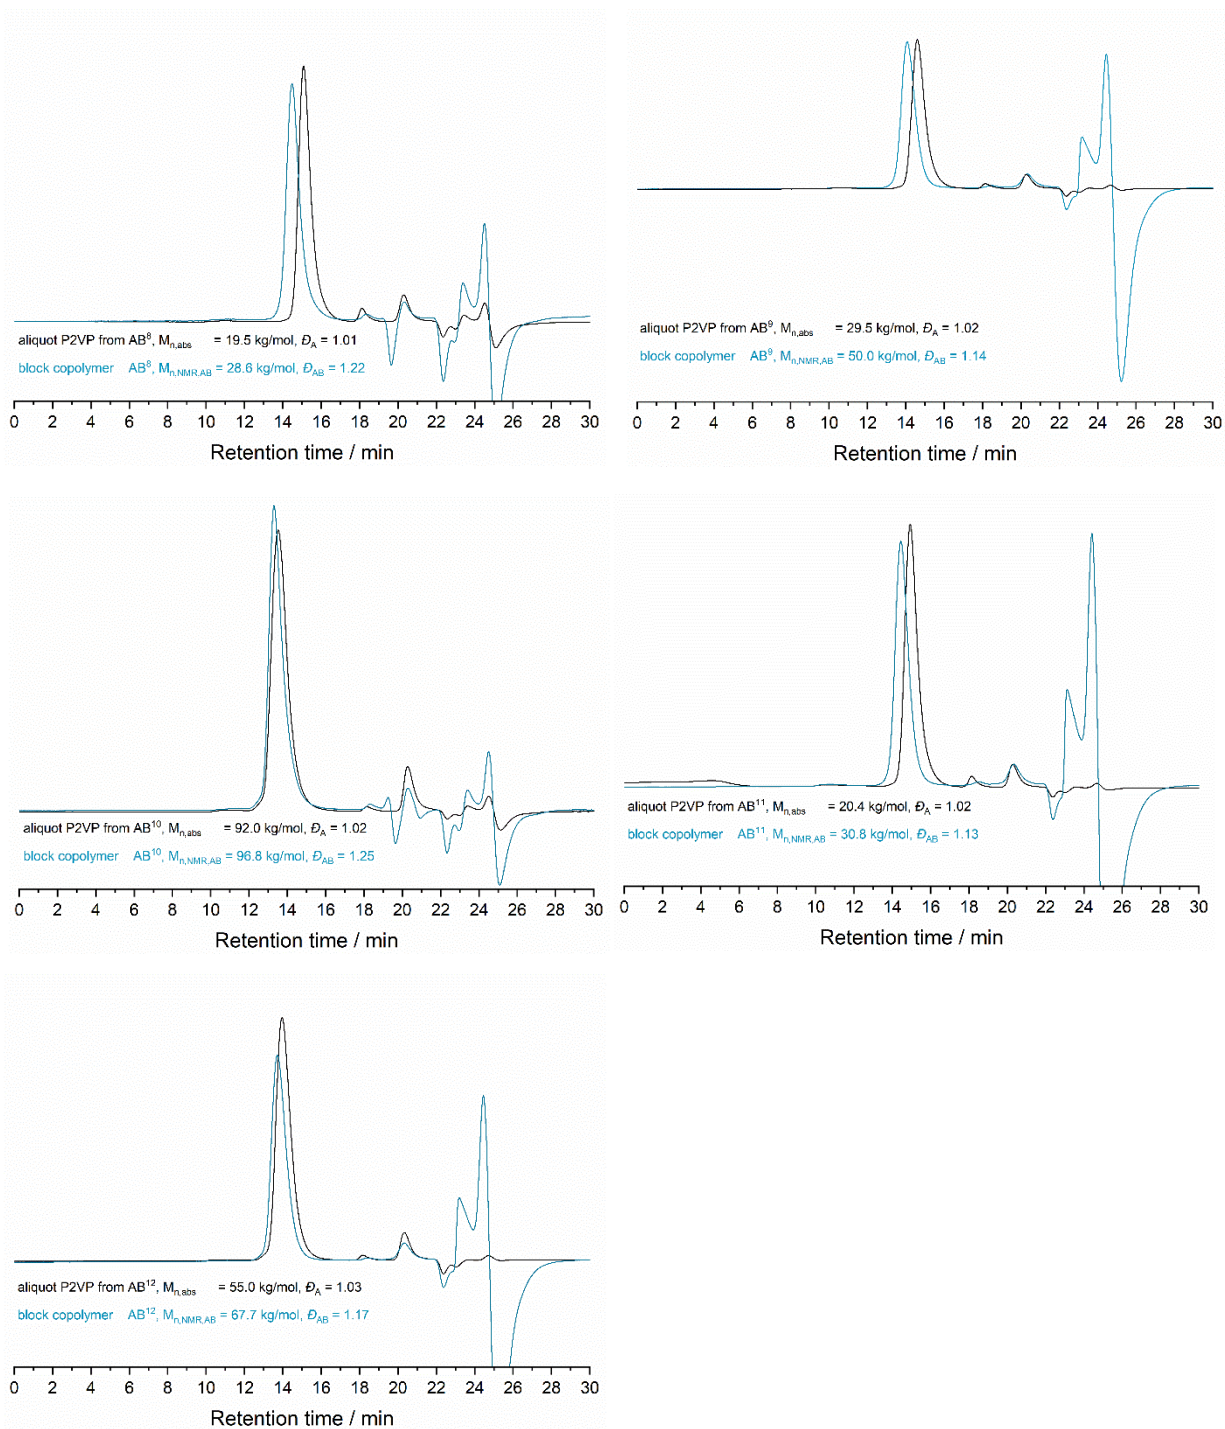 aliquot P2VP from AB⁸, Mn,abs = 19.5 kg/mol, ĐA = 1.01
block copolymer AB⁸, Mn,NMR,AB = 28.6 kg/mol, ĐAB = 1.22
0 2 4 6 8 10 12 14 16 18 20 22 24 26 28 30
Retention time / min
aliquot P2VP from AB⁹, Mn,abs = 29.5 kg/mol, ĐA = 1.02
block copolymer AB⁹, Mn,NMR,AB = 50.0 kg/mol, ĐAB = 1.14
0 2 4 6 8 10 12 14 16 18 20 22 24 26 28 30
Retention time / min
aliquot P2VP from AB¹⁰, Mn,abs = 92.0 kg/mol, ĐA = 1.02
block copolymer AB¹⁰, Mn,NMR,AB = 96.8 kg/mol, ĐAB = 1.25
0 2 4 6 8 10 12 14 16 18 20 22 24 26 28 30
Retention time / min
aliquot P2VP from AB¹¹, Mn,abs = 20.4 kg/mol, ĐA = 1.02
block copolymer AB¹¹, Mn,NMR,AB = 30.8 kg/mol, ĐAB = 1.13
0 2 4 6 8 10 12 14 16 18 20 22 24 26 28 30
Retention time / min
aliquot P2VP from AB¹², Mn,abs = 55.0 kg/mol, ĐA = 1.03
block copolymer AB¹², Mn,NMR,AB = 67.7 kg/mol, ĐAB = 1.17
0 2 4 6 8 10 12 14 16 18 20 22 24 26 28 30
Retention time / min